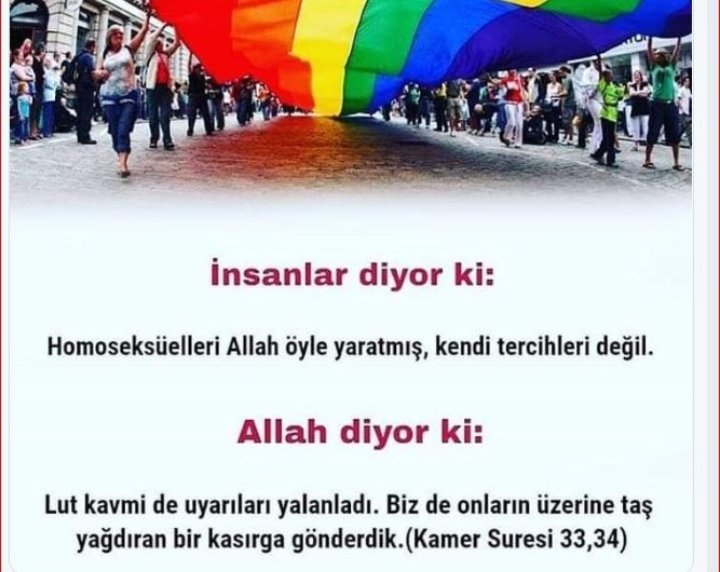 İnsanlar diyor ki:
Homoseksüelleri Allah öyle yaratmış, kendi tercihleri değil.
Allah diyor ki:
Lut kavmi de uyarıları yalanladı. Biz de onların üzerine taş
yağdıran bir kasırga gönderdik.(Kamer Suresi 33,34)